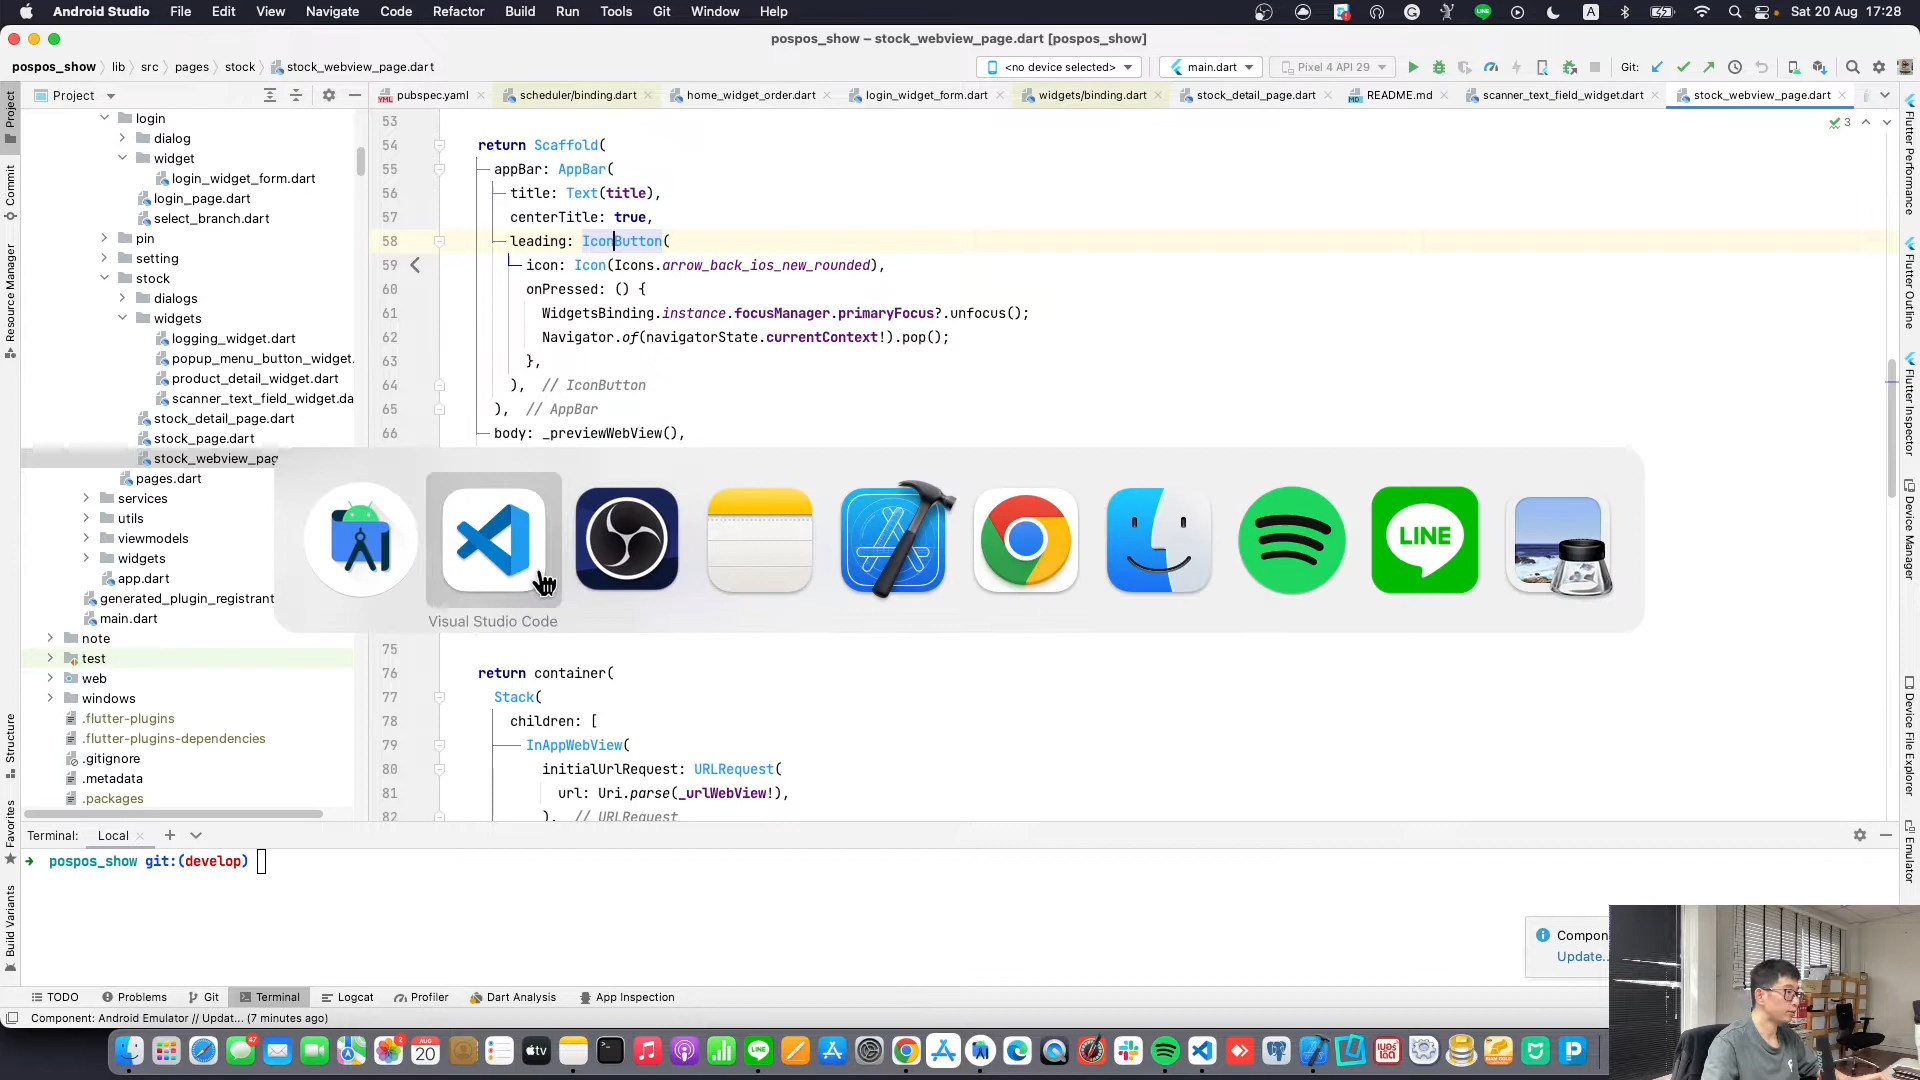 Android Studio File Edit View Navigate Code Refactor Build Run Tools Git Window Help
A Sat 20 Aug 17:28
pospos_show – stock_webview_page.dart [pospos_show]
pospos_show lib src pages stock stock_webview_page.dart
<no device selected> main.dart Pixel 4 API 29 Git:
Project
pubspec.yaml scheduler/binding.dart home_widget_order.dart login_widget_form.dart widgets/binding.dart stock_detail_page.dart README.md scanner_text_field_widget.dart stock_webview_page.dart
login
dialog
widget
login_widget_form.dart
login_page.dart
select_branch.dart
pin
setting
stock
dialogs
widgets
logging_widget.dart
popup_menu_button_widget.
product_detail_widget.dart
scanner_text_field_widget.da
stock_detail_page.dart
stock_page.dart
stock_webview_pag
pages.dart
services
utils
viewmodels
widgets
app.dart
generated_plugin_registrant
main.dart
note
test
web
windows
.flutter-plugins
.flutter-plugins-dependencies
.gitignore
.metadata
.packages
3
53
54 return Scaffold(
55 appBar: AppBar(
56 title: Text(title),
57 centerTitle: true,
58 leading: IconButton(
59 icon: Icon(Icons.arrow_back_ios_new_rounded),
60 onPressed: () {
61 WidgetsBinding.instance.focusManager.primaryFocus?.unfocus();
62 Navigator.of(navigatorState.currentContext!).pop();
63 },
64 ), // IconButton
65 ), // AppBar
66 body: _previewWebView(),
LINE
Visual Studio Code
75
76 return container(
77 Stack(
78 children: [
79 InAppWebView(
80 initialUrlRequest: URLRequest(
81 url: Uri.parse(_urlWebView!),
82 ), // URLRequest
Project
Commit
Resource Manager
Structure
Favorites
Build Variants
Flutter Performance
Flutter Outline
Flutter Inspector
Device Manager
Device File Explorer
Emulator
Terminal: Local
pospos_show git:(develop)
Compon
Update..
TODO Problems Git Terminal Logcat Profiler Dart Analysis App Inspection
Component: Android Emulator // Updat... (7 minutes ago)
47
2
AUG
20
tv